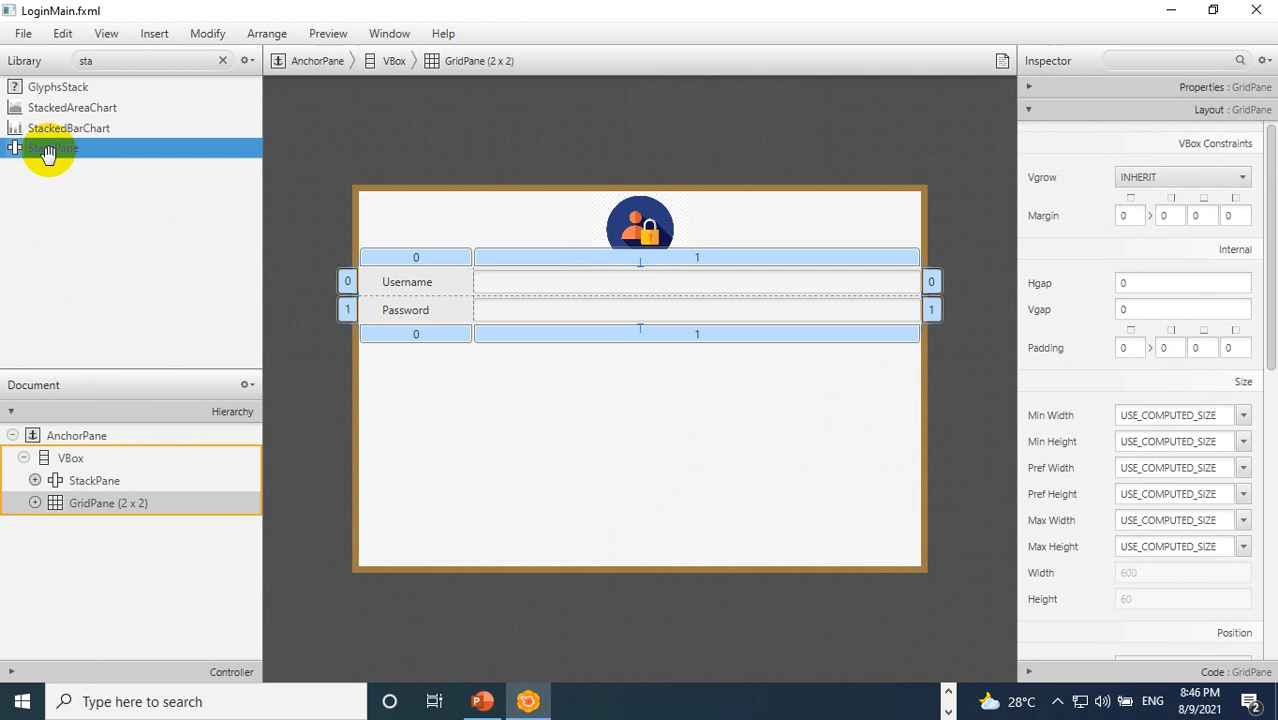 LoginMain.fxml
File Edit View Insert Modify Arrange Preview Window Help
Library sta
AnchorPane VBox GridPane (2 x 2)
Inspector
GlyphsStack
StackedAreaChart
StackedBarChart
StackPane
Properties : GridPane
Layout : GridPane
VBox Constraints
Vgrow INHERIT
Margin 0 0 0 0
Internal
Hgap 0
Vgap 0
Padding 0 0 0 0
Size
Min Width USE_COMPUTED_SIZE
Min Height USE_COMPUTED_SIZE
Pref Width USE_COMPUTED_SIZE
Pref Height USE_COMPUTED_SIZE
Max Width USE_COMPUTED_SIZE
Max Height USE_COMPUTED_SIZE
Width 600
Height 60
Position
Code : GridPane
0 1
0 Username 0
1 Password 1
0 1
Document
Hierarchy
AnchorPane
VBox
StackPane
GridPane (2 x 2)
Controller
Type here to search
28°C
ENG
8:46 PM
8/9/2021
2